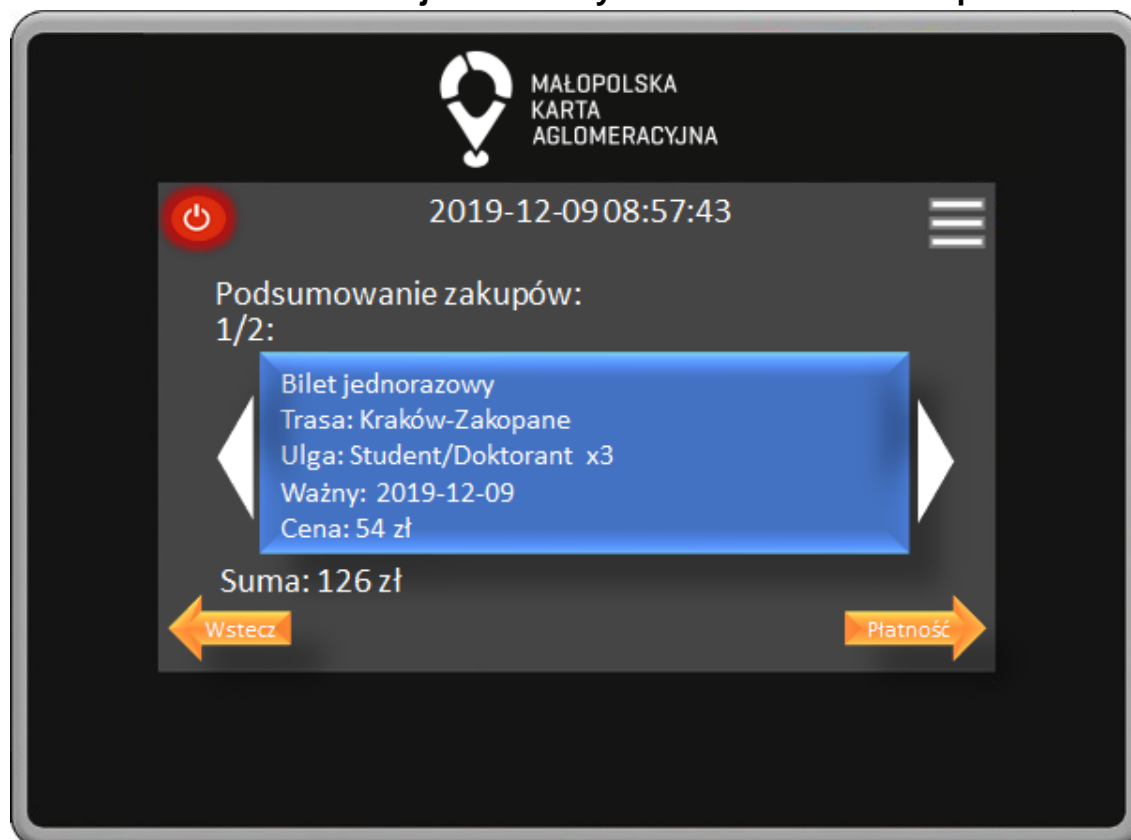 MAŁOPOLSKA
KARTA
AGLOMERACYJNA
2019-12-09 08:57:43
Podsumowanie zakupów:
1/2:
Bilet jednorazowy
Trasa: Kraków-Zakopane
Ulga: Student/Doktorant x3
Ważny: 2019-12-09
Cena: 54 zł
Suma: 126 zł
Wstecz
Płatność